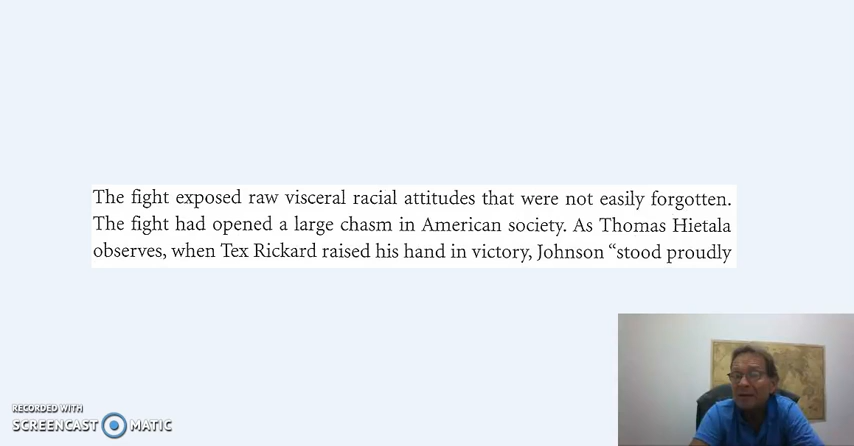 The fight exposed raw visceral racial attitudes that were not easily forgotten.
The fight had opened a large chasm in American society. As Thomas Hietala
observes, when Tex Rickard raised his hand in victory, Johnson “stood proudly
RECORDED WITH
SCREENCAST MATIC